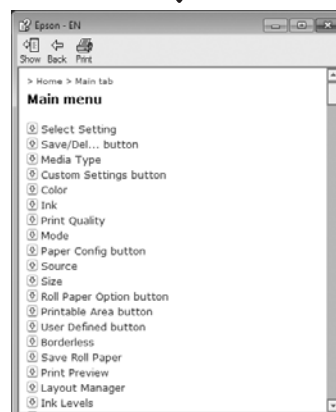 Epson - EN
Show Back Print
> Home > Main tab
Main menu
Select Setting
Save/Del... button
Media Type
Custom Settings button
Color
Ink
Print Quality
Mode
Paper Config button
Source
Size
Roll Paper Option button
Printable Area button
User Defined button
Borderless
Save Roll Paper
Print Preview
Layout Manager
Ink Levels